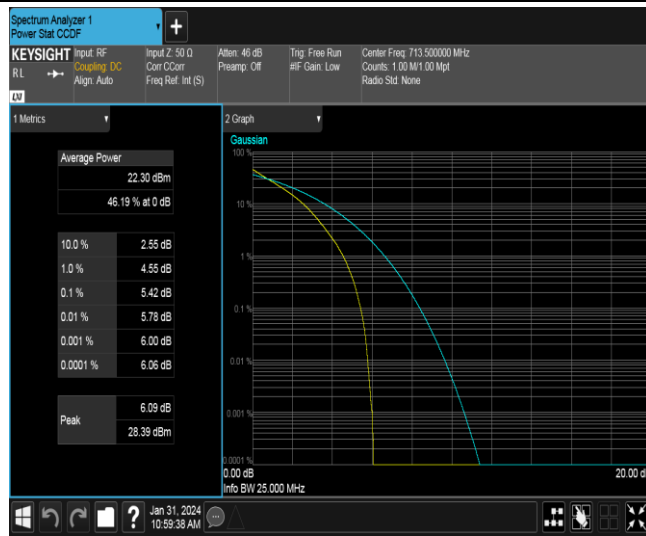 Spectrum Analyzer 1
Power Stat CCDF
+
KEYSIGHT
RL
LXI
Input: RF
Coupling: DC
Align: Auto
Input Z: 50 Ω
Corr CCorr
Freq Ref: Int (S)
Atten: 46 dB
Preamp: Off
Trig: Free Run
#IF Gain: Low
Center Freq: 713.500000 MHz
Counts: 1.00 M/1.00 Mpt
Radio Std: None
1 Metrics
Average Power
22.30 dBm
46.19 % at 0 dB
10.0 % 2.55 dB
1.0 % 4.55 dB
0.1 % 5.42 dB
0.01 % 5.78 dB
0.001 % 6.00 dB
0.0001 % 6.06 dB
Peak
6.09 dB
28.39 dBm
2 Graph
Gaussian
100 %
10 %
1 %
0.1 %
0.01 %
0.001 %
0.0001 %
0.00 dB
20.00 d
Info BW 25.000 MHz
?
Jan 31, 2024
10:59:38 AM